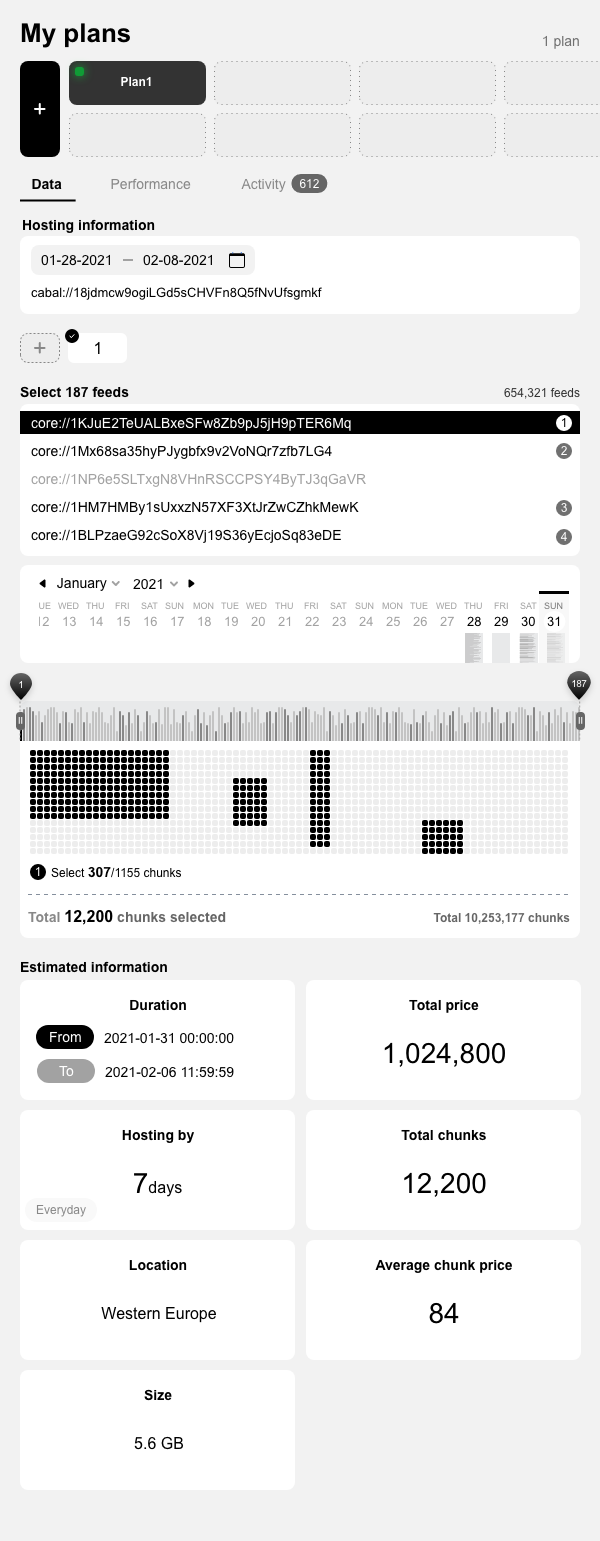 My plans
1 plan
+
Plan1
Data Performance Activity 612
Hosting information
01-28-2021 — 02-08-2021
cabal://18jdmcw9ogiLGd5sCHVFn8Q5fNvUfsgmkf
+ 1
Select 187 feeds 654,321 feeds
core://1KJuE2TeUALBxeSFw8Zb9pJ5jH9pTER6Mq 1
core://1Mx68sa35hyPJygbfx9v2VoNQr7zfb7LG4 2
core://1NP6e5SLTxgN8VHnRSCCPSY4ByTJ3qGaVR
core://1HM7HMBy1sUxxzN57XF3XtJrZwCZhkMewK 3
core://1BLPzaeG92cSoX8Vj19S36yEcjoSq83eDE 4
January 2021
UE WED THU FRI SAT SUN MON TUE WED THU FRI SAT SUN MON TUE WED THU FRI SAT SUN
12 13 14 15 16 17 18 19 20 21 22 23 24 25 26 27 28 29 30 31
1 187
1 Select 307/1155 chunks
Total 12,200 chunks selected Total 10,253,177 chunks
Estimated information
Duration
From 2021-01-31 00:00:00
To 2021-02-06 11:59:59
Total price
1,024,800
Hosting by
7days
Everyday
Total chunks
12,200
Location
Western Europe
Average chunk price
84
Size
5.6 GB